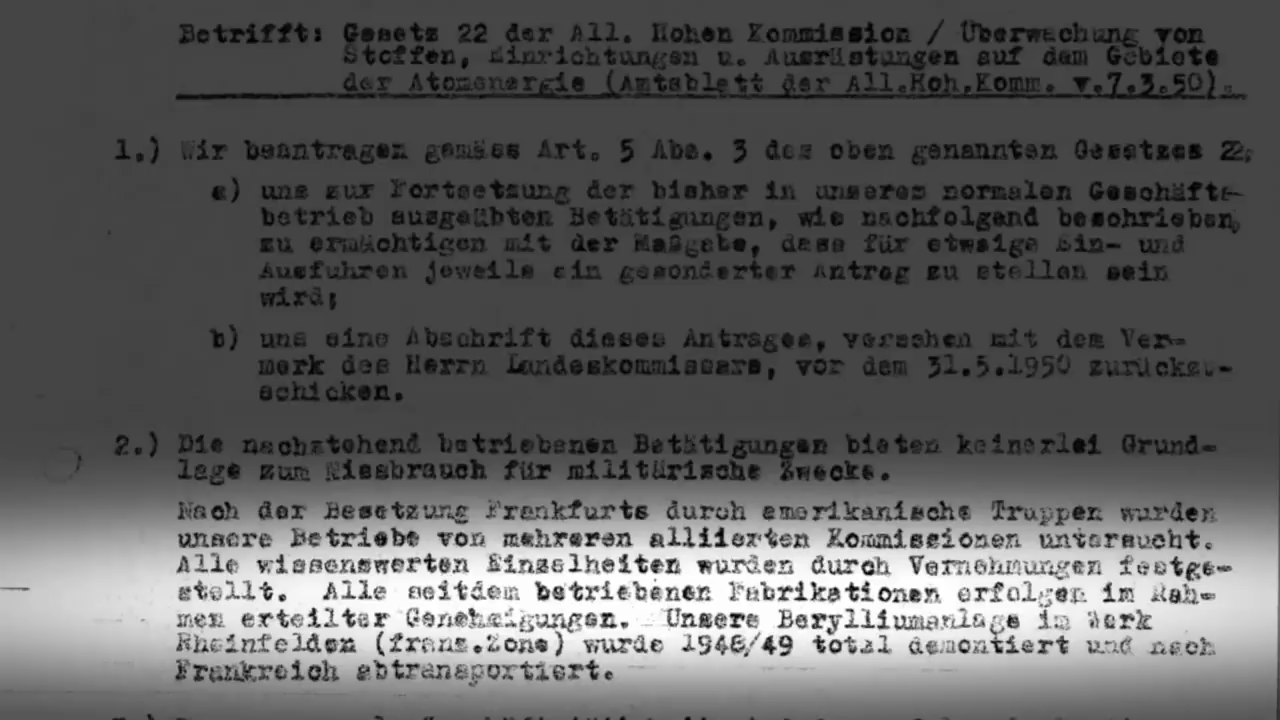 Betrifft: Gesetz 22 der All. Hohen Kommission / Überwachung von
Stoffen, Einrichtungen u. Ausrüstungen auf dem Gebiete
der Atomenergie (Amtsblatt der All.Hoh.Komm. v.7.3.50).
1.) Wir beantragen gemäss Art. 5 Abs. 3 des oben genannten Gesetzes 22,
a) uns zur Fortsetzung der bisher in unserem normalen Geschäfts-
betrieb ausgeübten Betätigungen, wie nachfolgend beschrieben,
zu ermächtigen mit der Maßgabe, dass für etwaige Ein- und
Ausfuhren jeweils ein gesonderter Antrag zu stellen sein
wird;
b) uns eine Abschrift dieses Antrages, versehen mit dem Ver-
merk des Herrn Landeskommissars, vor dem 31.5.1950 zurückzu-
schicken.
2.) Die nachstehend betriebenen Betätigungen bieten keinerlei Grund-
lage zum Missbrauch für militärische Zwecke.
Nach der Besetzung Frankfurts durch amerikanische Truppen wurden
unsere Betriebe von mehreren alliierten Kommissionen untersucht.
Alle wissenswerten Einzelheiten wurden durch Vernehmungen festge-
stellt. Alle seitdem betriebenen Fabrikationen erfolgen im Rah-
men erteilter Genehmigungen. Unsere Berylliumanlage im Werk
Rheinfelden (franz.Zone) wurde 1948/49 total demontiert und nach
Frankreich abtransportiert.